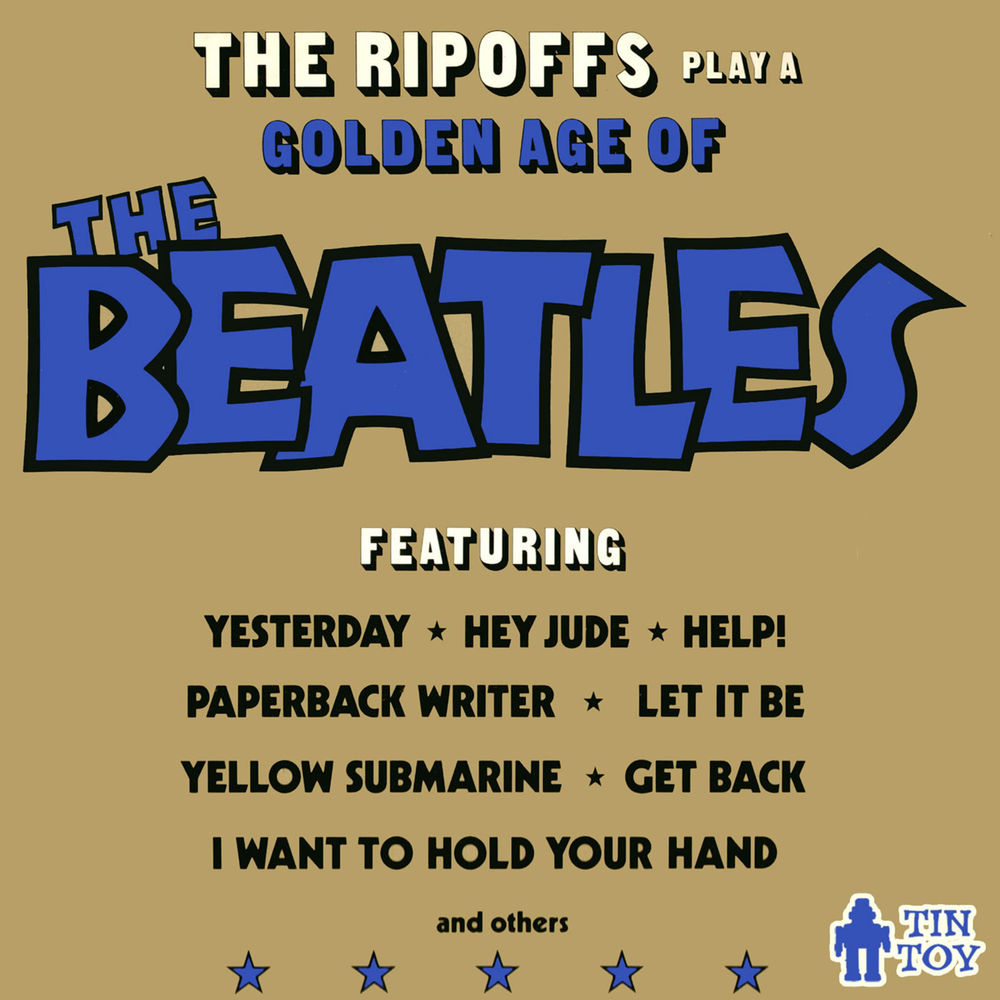 THE RIPOFFS PLAY A
GOLDEN AGE OF
THE
BEATLES
FEATURING
YESTERDAY ★ HEY JUDE ★ HELP!
PAPERBACK WRITER ★ LET IT BE
YELLOW SUBMARINE ★ GET BACK
I WANT TO HOLD YOUR HAND
and others
TIN
TOY